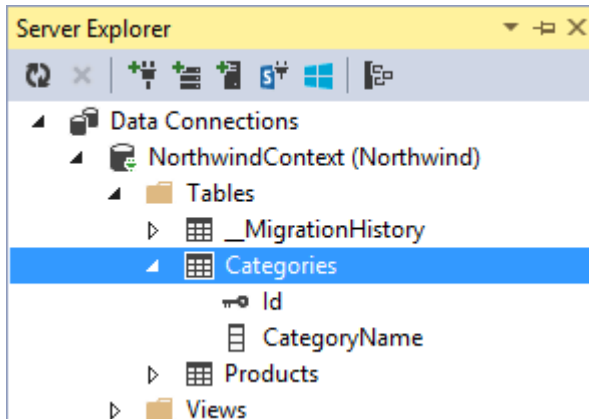 Server Explorer
Data Connections
NorthwindContext (Northwind)
Tables
__MigrationHistory
Categories
Id
CategoryName
Products
Views